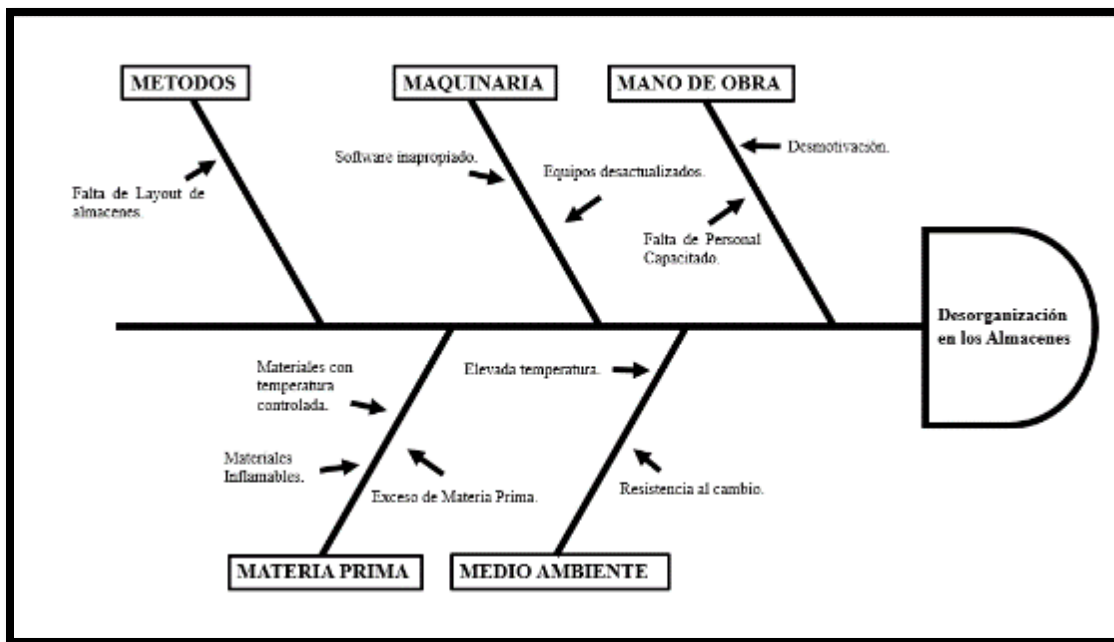 METODOS
MAQUINARIA
MANO DE OBRA
Software inapropiado.
Desmotivación.
Equipos desactualizados.
Falta de Layout de
almacenes.
Falta de Personal
Capacitado.
Desorganización
en los Almacenes
Materiales con
temperatura
controlada.
Elevada temperatura.
Materiales
Inflamables.
Exceso de Materia Prima.
Resistencia al cambio.
MATERIA PRIMA
MEDIO AMBIENTE